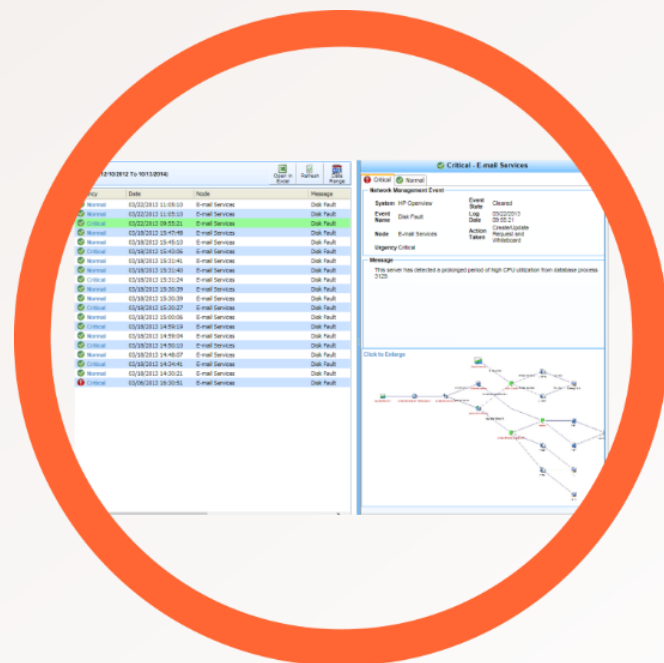 12/10/2012 To 10/13/2014)
Open in Excel
Refresh
Date Range
ncy Date Node Message
Normal 03/22/2013 11:05:10 E-mail Services Disk Fault
Normal 03/22/2013 11:05:10 E-mail Services Disk Fault
Critical 03/22/2013 09:55:21 E-mail Services Disk Fault
Normal 03/18/2013 15:47:48 E-mail Services Disk Fault
Normal 03/18/2013 15:45:10 E-mail Services Disk Fault
Critical 03/18/2013 15:43:06 E-mail Services Disk Fault
Normal 03/18/2013 15:31:41 E-mail Services Disk Fault
Normal 03/18/2013 15:31:40 E-mail Services Disk Fault
Critical 03/18/2013 15:31:24 E-mail Services Disk Fault
Normal 03/18/2013 15:30:39 E-mail Services Disk Fault
Normal 03/18/2013 15:30:39 E-mail Services Disk Fault
Critical 03/18/2013 15:30:27 E-mail Services Disk Fault
Normal 03/18/2013 15:00:06 E-mail Services Disk Fault
Critical 03/18/2013 14:59:19 E-mail Services Disk Fault
Normal 03/18/2013 14:59:04 E-mail Services Disk Fault
Critical 03/18/2013 14:50:10 E-mail Services Disk Fault
Normal 03/18/2013 14:48:07 E-mail Services Disk Fault
Critical 03/18/2013 14:34:41 E-mail Services Disk Fault
Normal 03/18/2013 14:30:21 E-mail Services Disk Fault
Critical 03/06/2013 16:30:51 E-mail Services Disk Fault
Critical - E-mail Services
Critical Normal
Network Management Event
System HP Openview Event State Cleared
Event Name Disk Fault Log Date 03/22/2013 09:55:21
Node E-mail Services Action Taken Create/Update Request and Whiteboard
Urgency Critical
Message
This server has detected a prolonged period of high CPU utilization from database process
3129.
Click to Enlarge